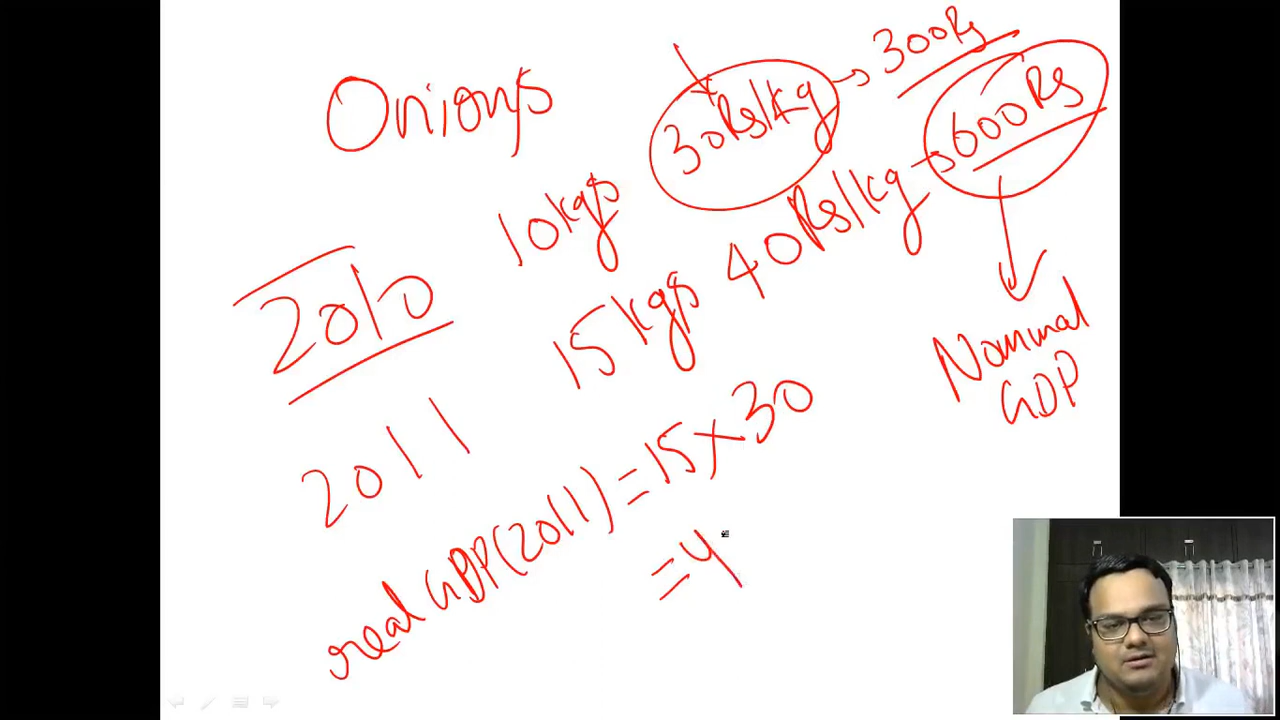 Onions
30Rs/kg → 300Rs
2010 10kgs
40Rs/kg → 600Rs
2011 15kgs
Nominal
GDP
real GDP(2011) = 15 × 30
= 4